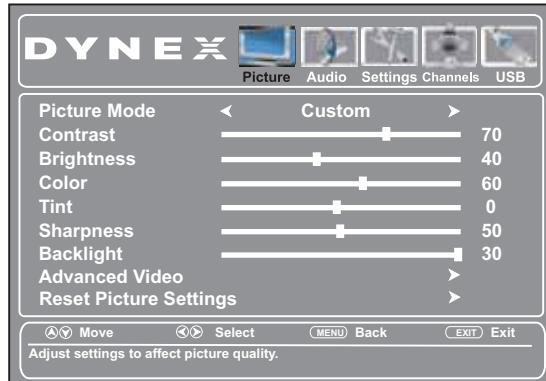 DYNEX
Picture Audio Settings Channels USB
Picture Mode Custom
Contrast 70
Brightness 40
Color 60
Tint 0
Sharpness 50
Backlight 30
Advanced Video
Reset Picture Settings
Move Select MENU Back EXIT Exit
Adjust settings to affect picture quality.